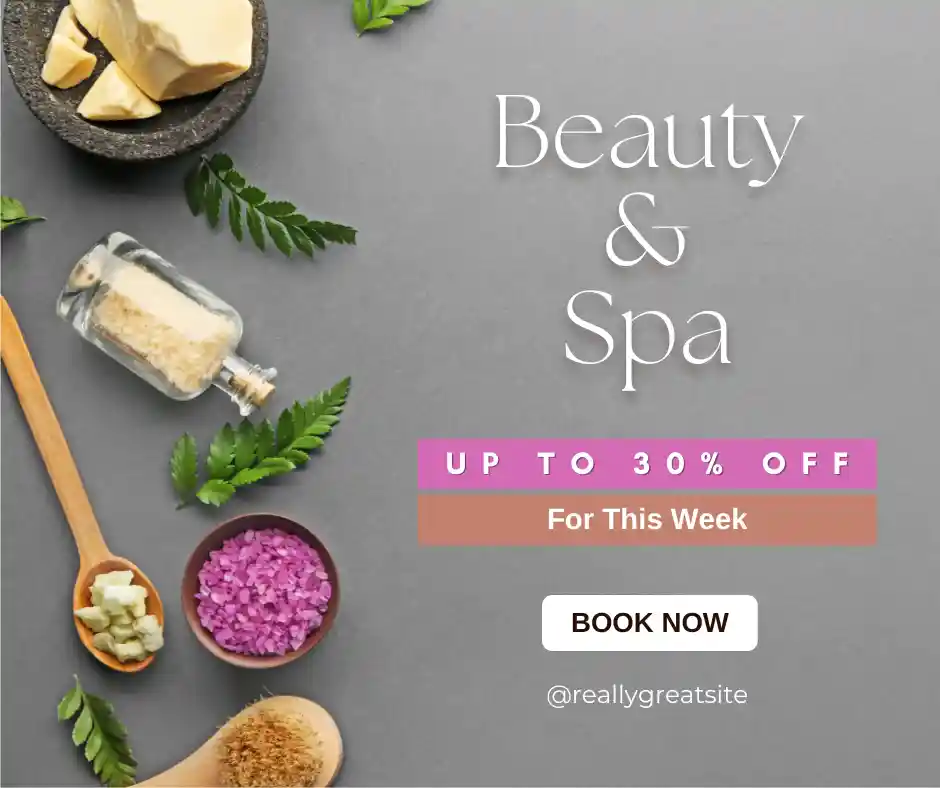 Beauty
&
Spa
UP TO 30% OFF
For This Week
BOOK NOW
@reallygreatsite